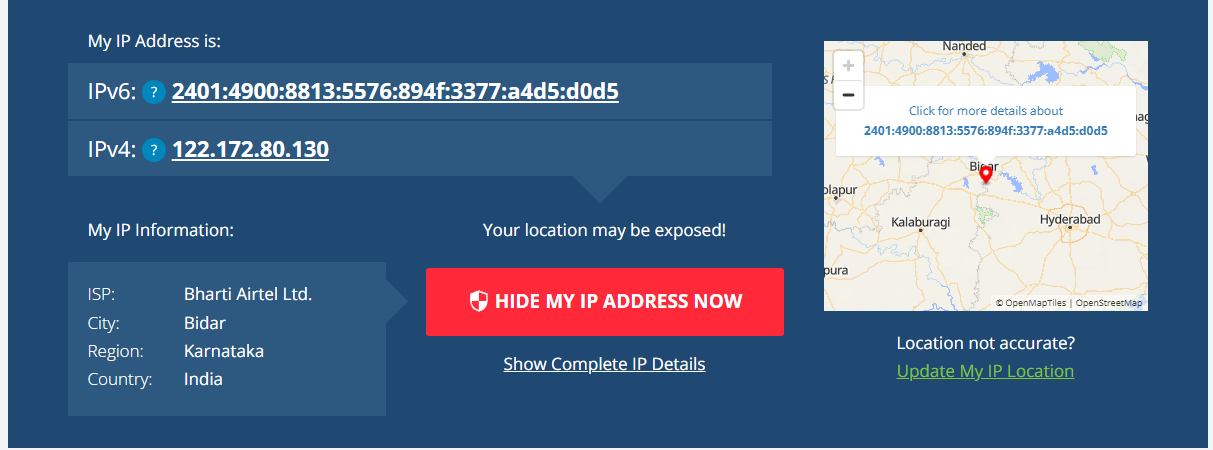 My IP Address is:
IPv6: ? 2401:4900:8813:5576:894f:3377:a4d5:d0d5
IPv4: ? 122.172.80.130
My IP Information:
ISP: Bharti Airtel Ltd.
City: Bidar
Region: Karnataka
Country: India
Your location may be exposed!
HIDE MY IP ADDRESS NOW
Show Complete IP Details
+
−
Nanded
Click for more details about
2401:4900:8813:5576:894f:3377:a4d5:d0d5
Bidar
Kalaburagi
Hyderabad
© OpenMapTiles | OpenStreetMap
Location not accurate?
Update My IP Location